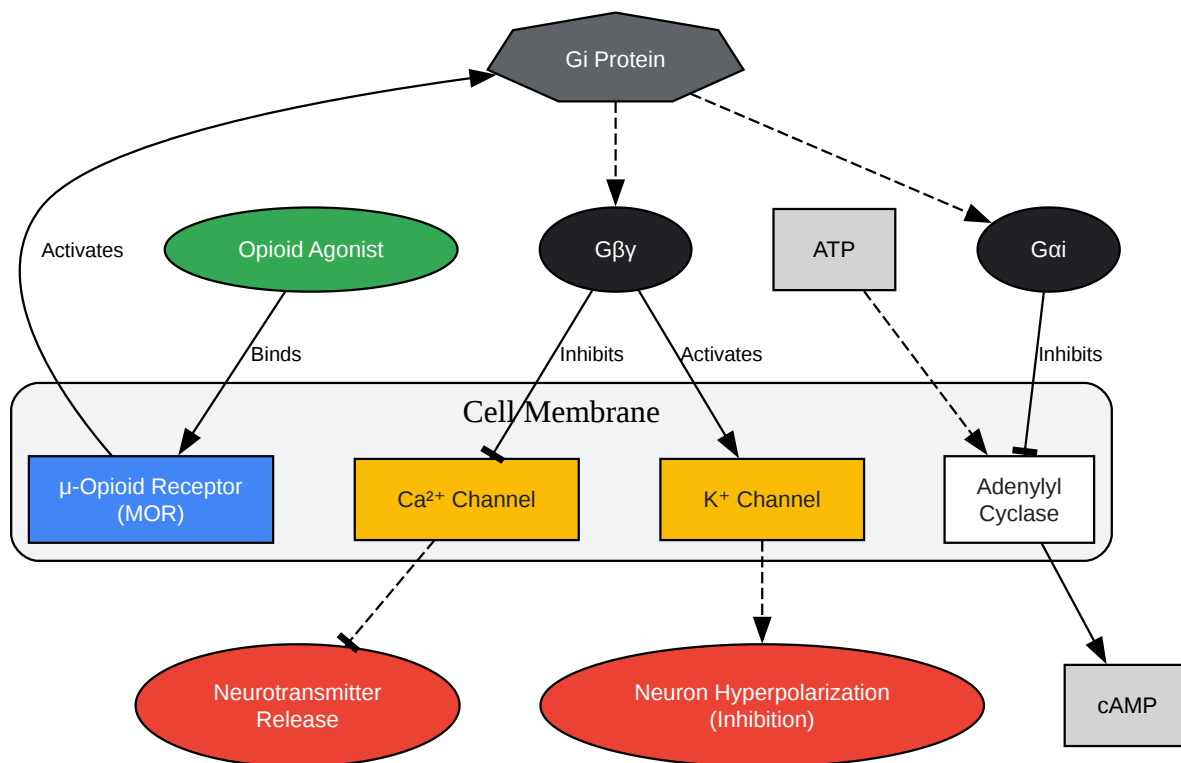 Gi Protein
Activates
Opioid Agonist
Gβγ
ATP
Gαi
Binds
Inhibits
Activates
Inhibits
Cell Membrane
μ-Opioid Receptor
(MOR)
Ca²⁺ Channel
K⁺ Channel
Adenylyl
Cyclase
Neurotransmitter
Release
Neuron Hyperpolarization
(Inhibition)
cAMP